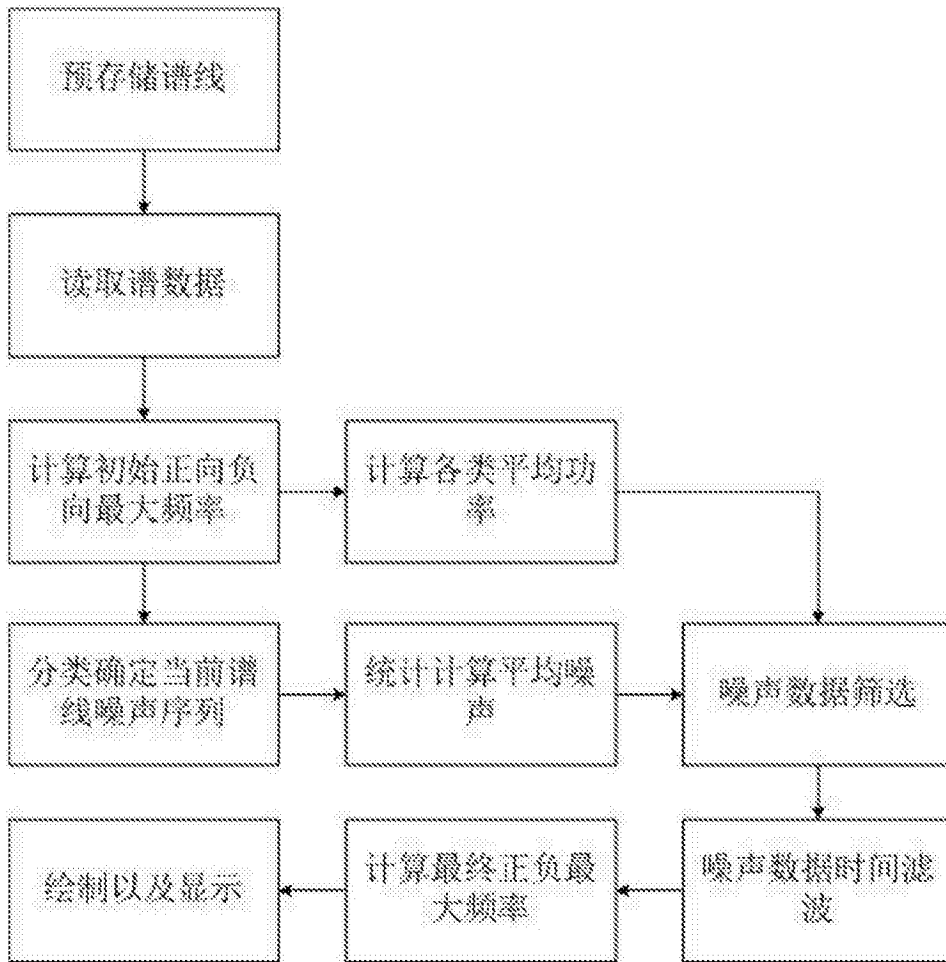 预存储谱线
读取谱数据
计算初始正向负
向最大频率
计算各类平均功
率
分类确定当前谱
线噪声序列
统计计算平均噪
声
噪声数据筛选
绘制以及显示
计算最终正负最
大频率
噪声数据时间滤
波